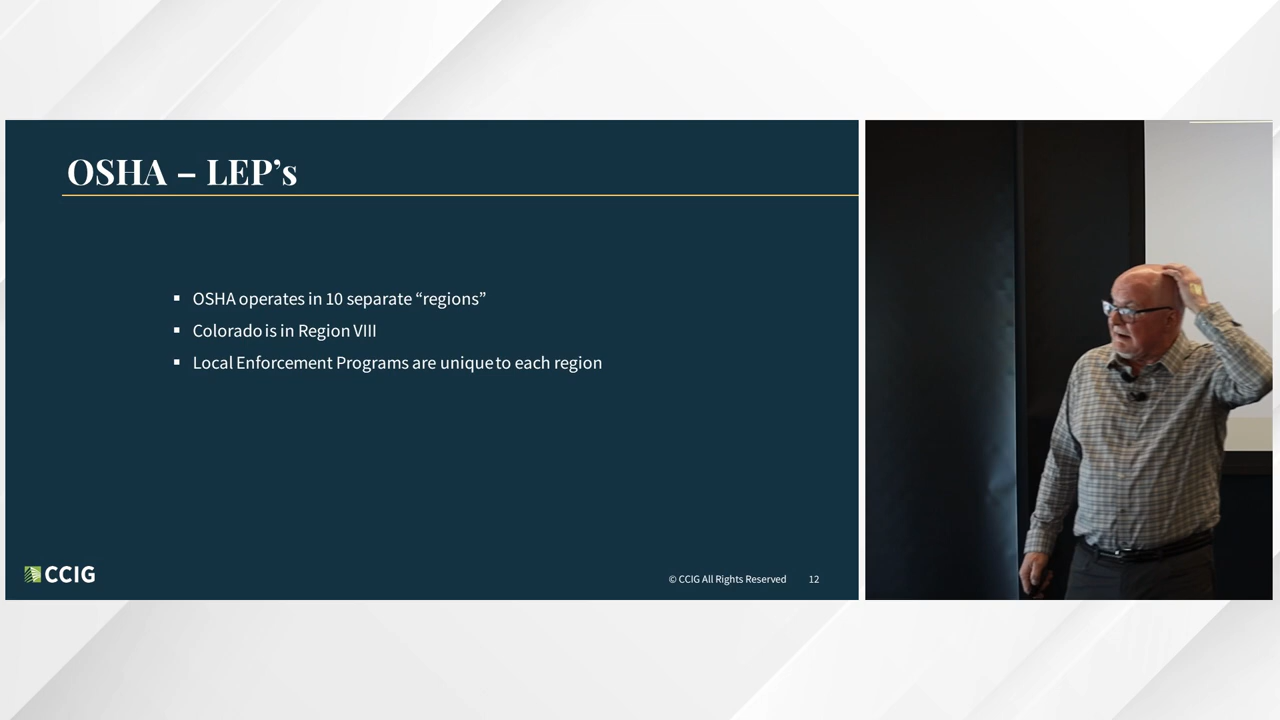 OSHA – LEP’s
▪ OSHA operates in 10 separate “regions”
▪ Colorado is in Region VIII
▪ Local Enforcement Programs are unique to each region
CCIG
© CCIG All Rights Reserved 12